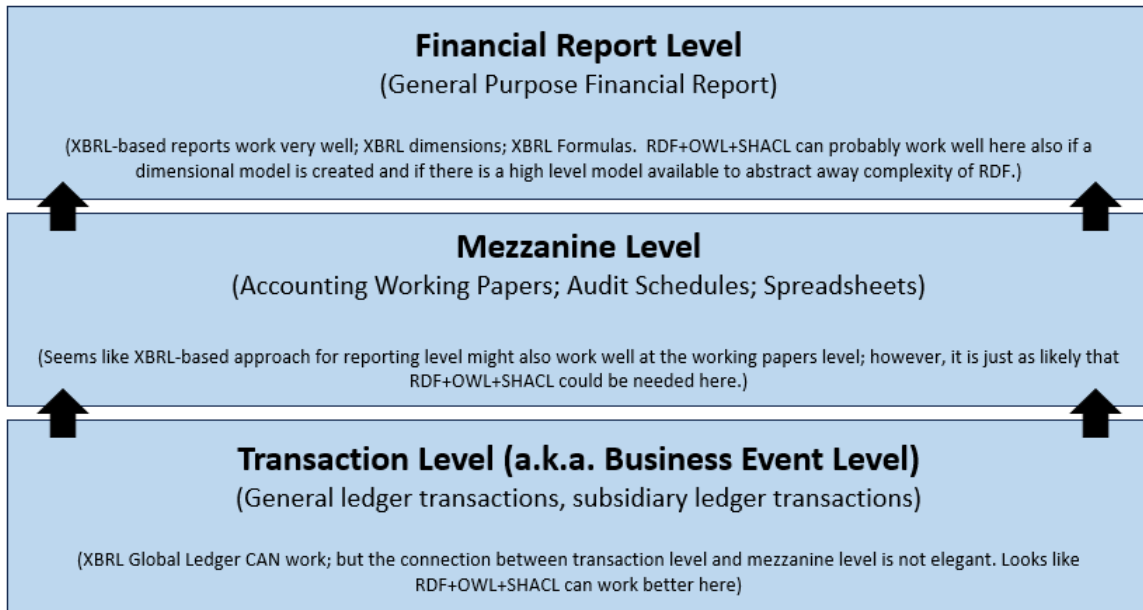 Financial Report Level
(General Purpose Financial Report)
(XBRL-based reports work very well; XBRL dimensions; XBRL Formulas.  RDF+OWL+SHACL can probably work well here also if a
dimensional model is created and if there is a high level model available to abstract away complexity of RDF.)
Mezzanine Level
(Accounting Working Papers; Audit Schedules; Spreadsheets)
(Seems like XBRL-based approach for reporting level might also work well at the working papers level; however, it is just as likely that
RDF+OWL+SHACL could be needed here.)
Transaction Level (a.k.a. Business Event Level)
(General ledger transactions, subsidiary ledger transactions)
(XBRL Global Ledger CAN work; but the connection between transaction level and mezzanine level is not elegant. Looks like
RDF+OWL+SHACL can work better here)